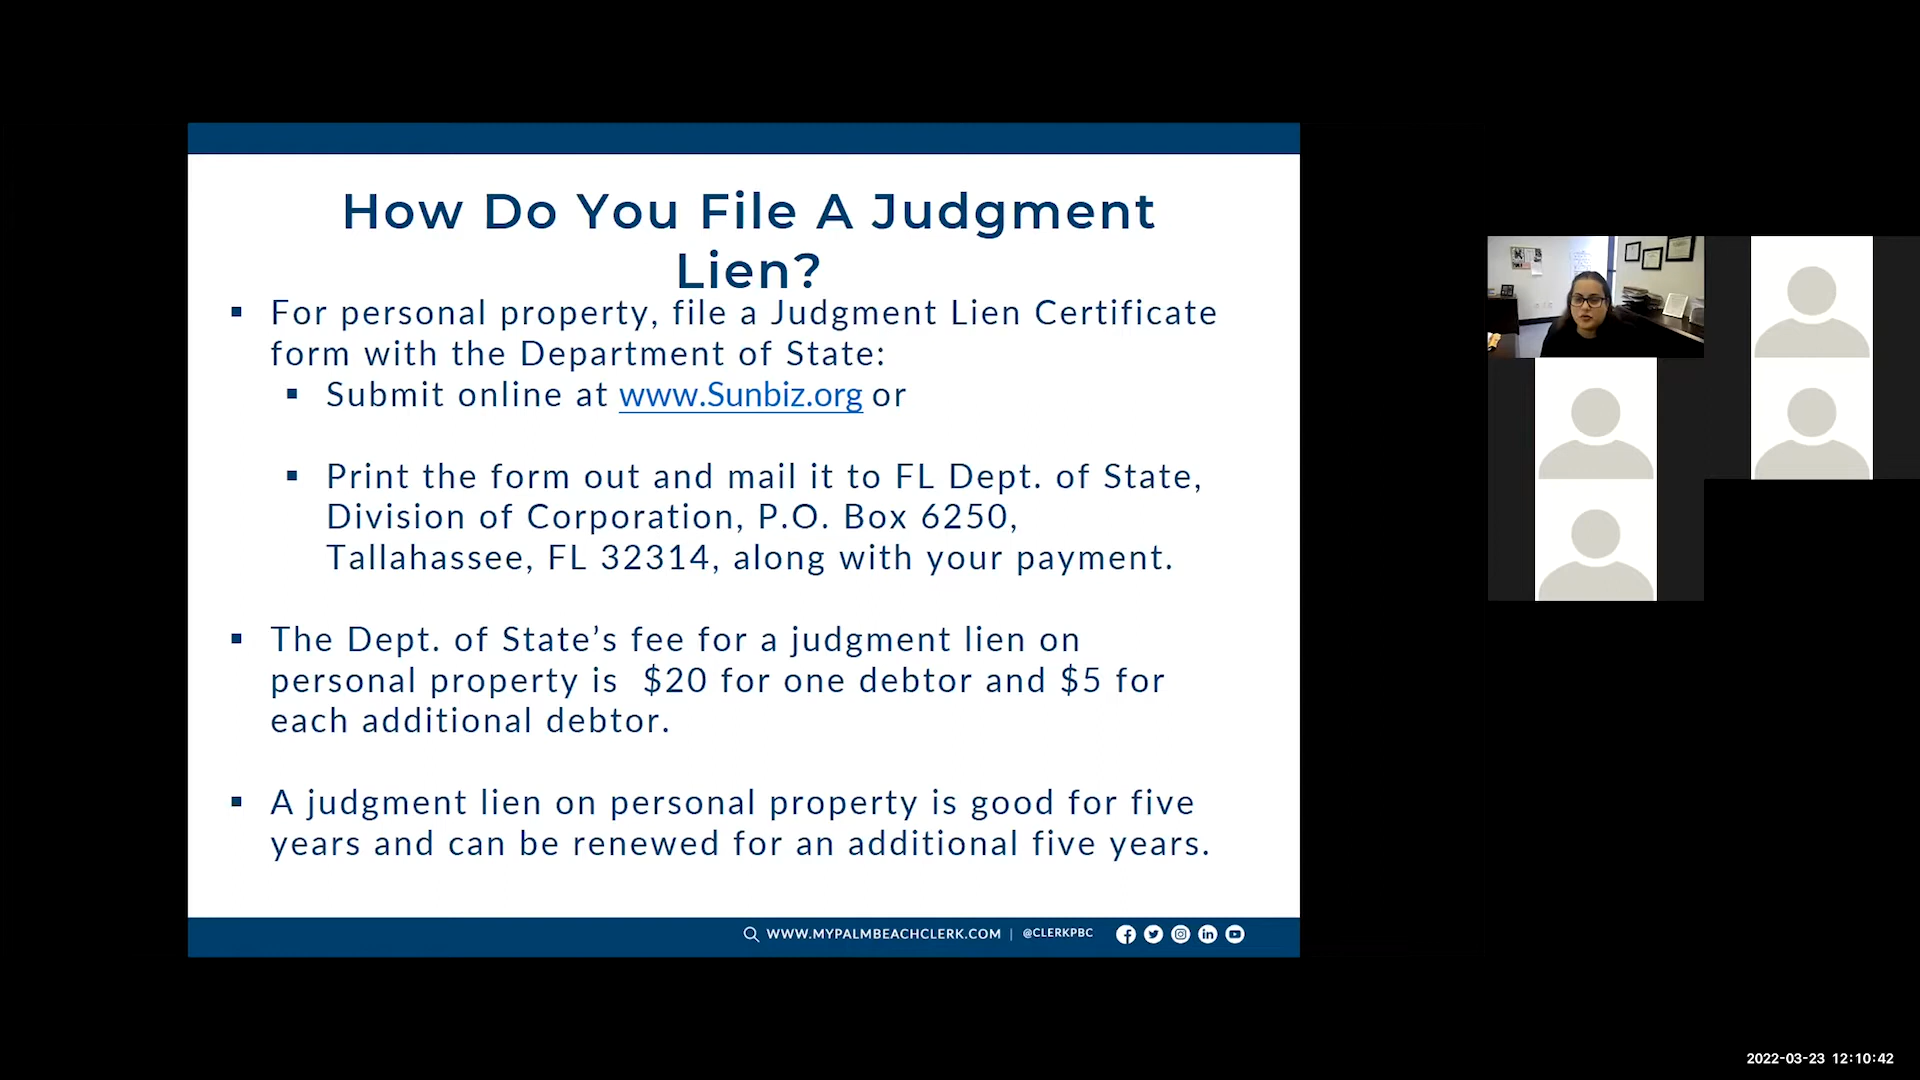 How Do You File A Judgment
Lien?
▪ For personal property, file a Judgment Lien Certificate
form with the Department of State:
▪ Submit online at www.Sunbiz.org or
▪ Print the form out and mail it to FL Dept. of State,
Division of Corporation, P.O. Box 6250,
Tallahassee, FL 32314, along with your payment.
▪ The Dept. of State’s fee for a judgment lien on
personal property is  $20 for one debtor and $5 for
each additional debtor.
▪ A judgment lien on personal property is good for five
years and can be renewed for an additional five years.
WWW.MYPALMBEACHCLERK.COM | @CLERKPBC
2022-03-23 12:10:42